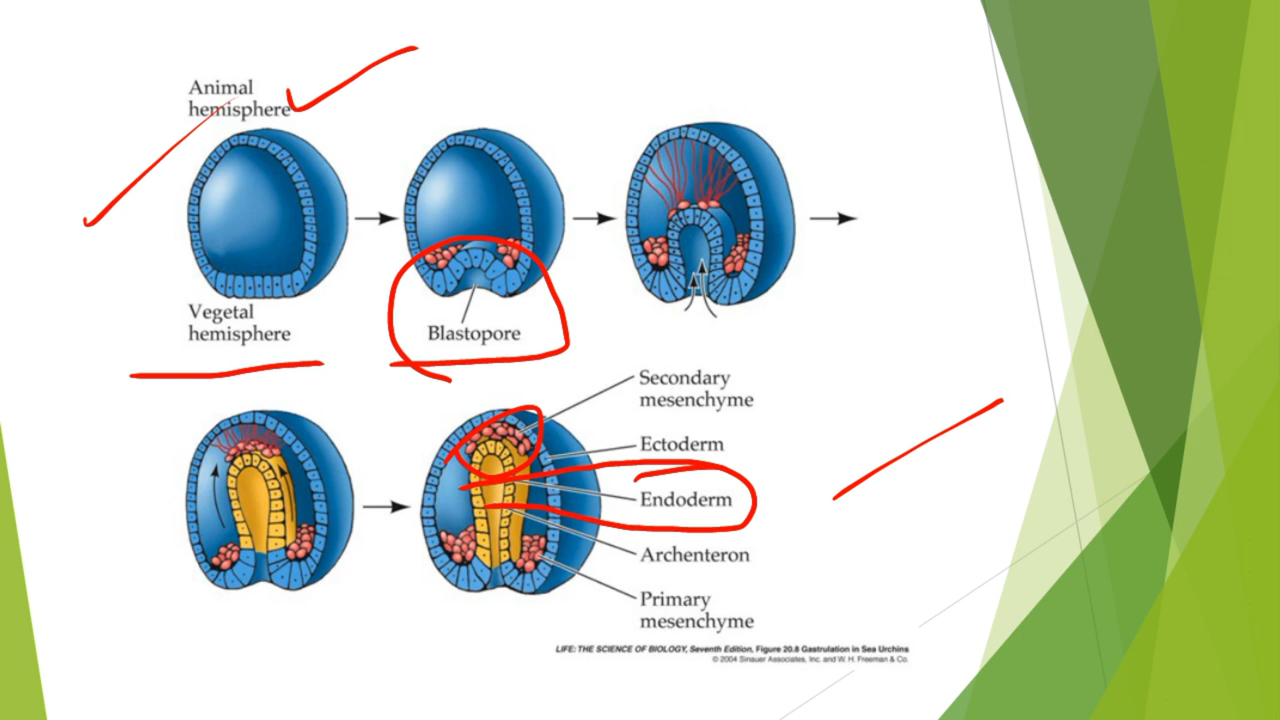 Animal
hemisphere
Vegetal
hemisphere
Blastopore
Secondary
mesenchyme
Ectoderm
Endoderm
Archenteron
Primary
mesenchyme
LIFE: THE SCIENCE OF BIOLOGY, Seventh Edition, Figure 20.8 Gastrulation in Sea Urchins
© 2004 Sinauer Associates, Inc. and W. H. Freeman & Co.